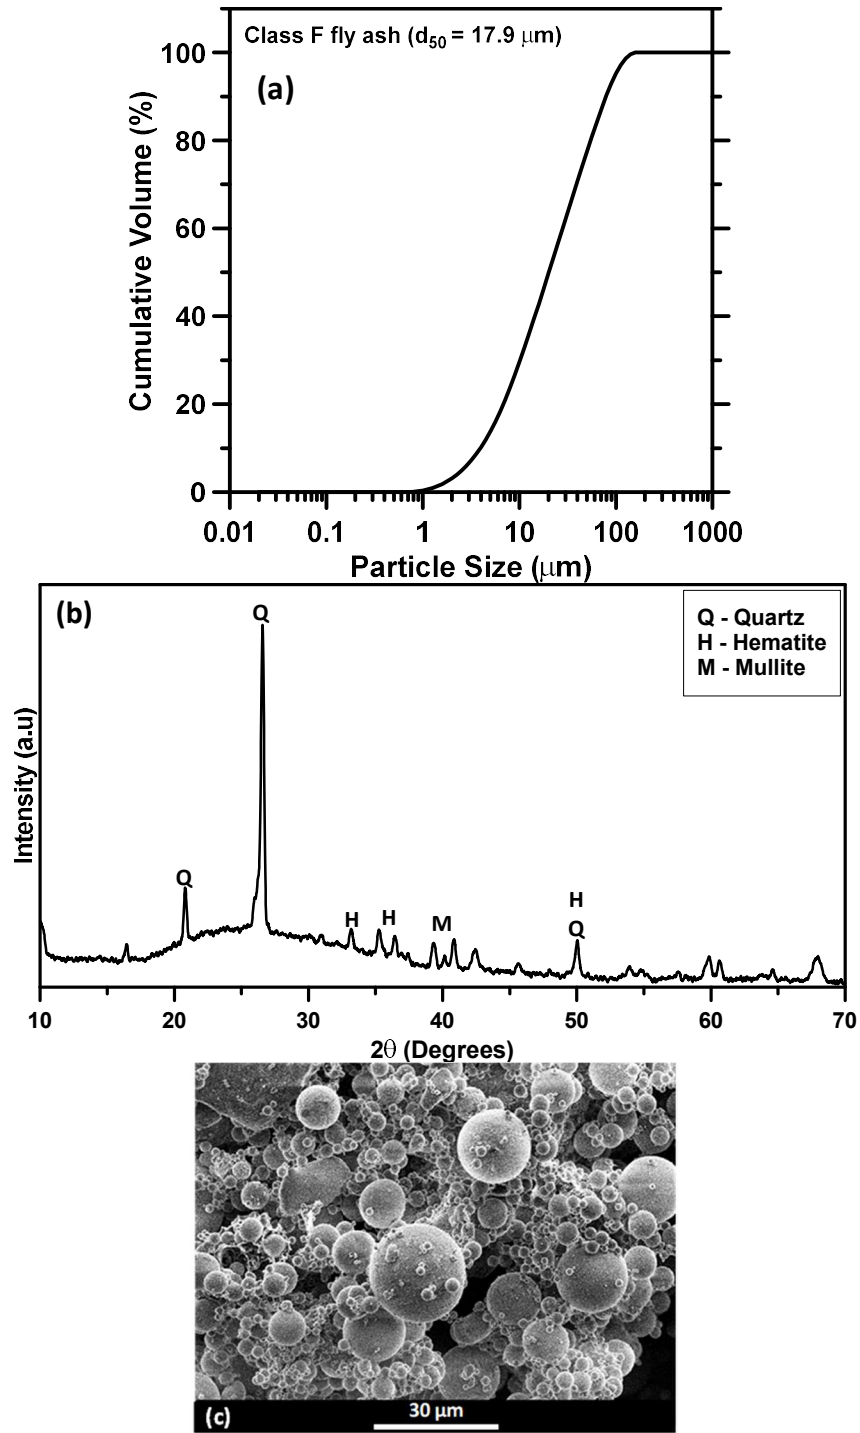 Class F fly ash (d50 = 17.9 μm)
(a)
100
80
60
40
20
0
Cumulative Volume (%)
0.01 0.1 1 10 100 1000
Particle Size (μm)
(b)
Q
Q - Quartz
H - Hematite
M - Mullite
Intensity (a.u)
Q
H H M H
Q
10 20 30 40 50 60 70
2θ (Degrees)
(c)
30 μm